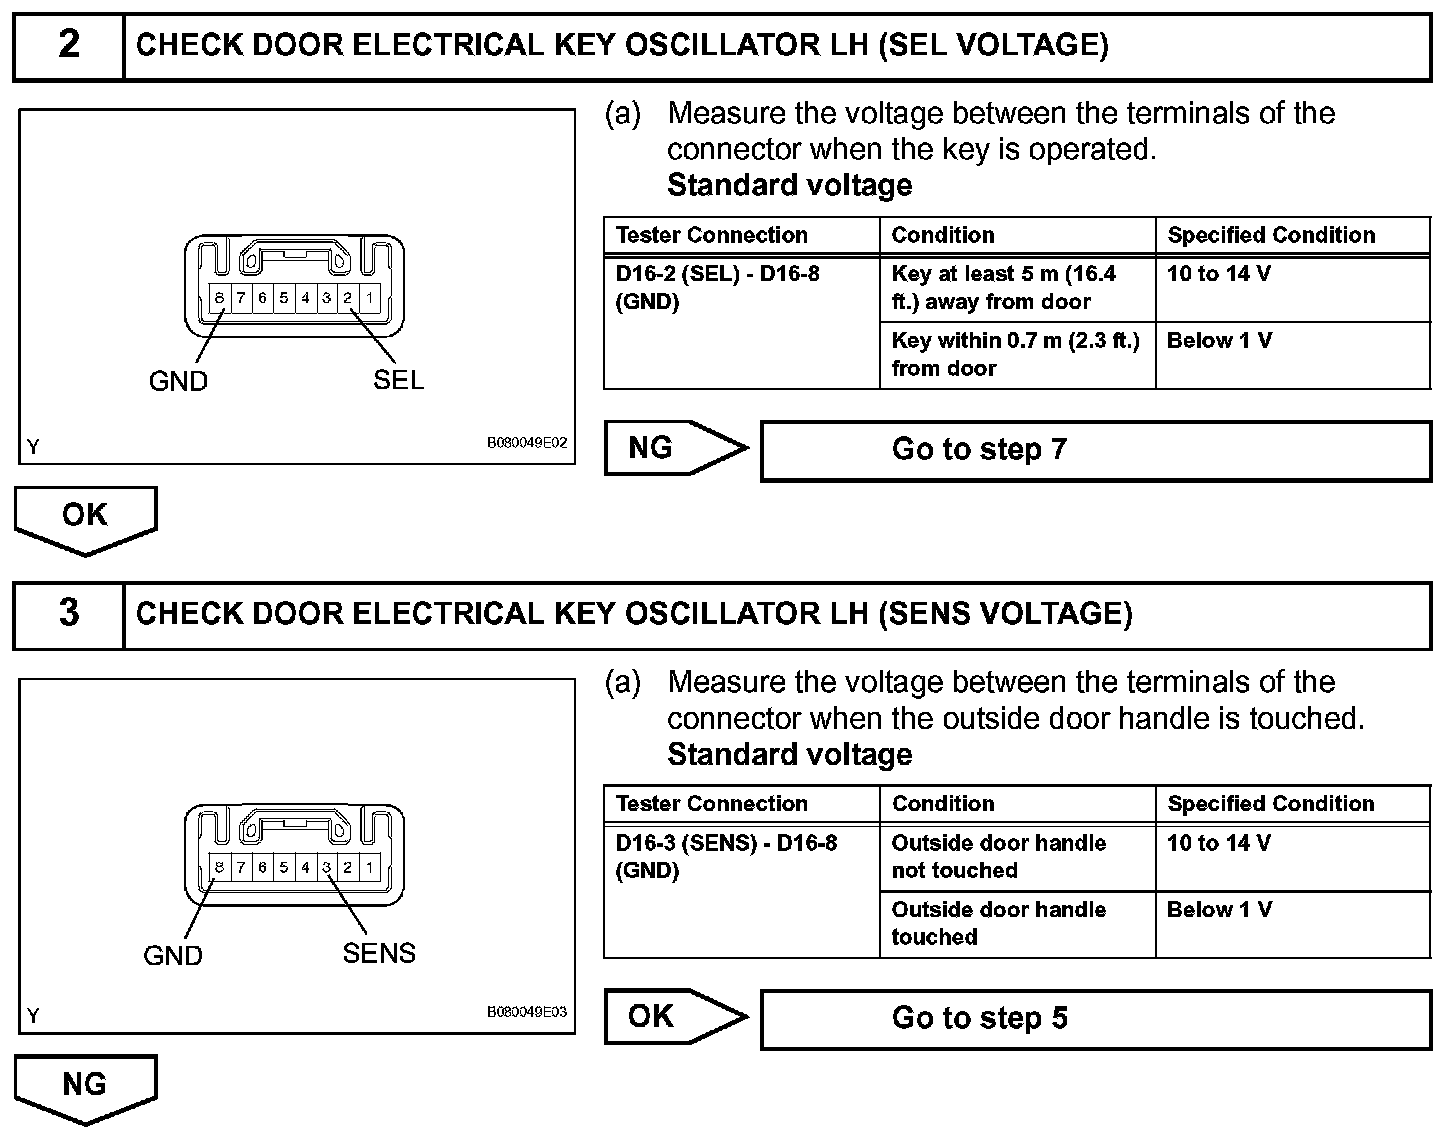 2 CHECK DOOR ELECTRICAL KEY OSCILLATOR LH (SEL VOLTAGE)
8 7 6 5 4 3 2 1
GND SEL
Y B080049E02
(a) Measure the voltage between the terminals of the
connector when the key is operated.
Standard voltage
Tester Connection Condition Specified Condition
D16-2 (SEL) - D16-8 Key at least 5 m (16.4 10 to 14 V
(GND) ft.) away from door
Key within 0.7 m (2.3 ft.) Below 1 V
from door
NG Go to step 7
OK
3 CHECK DOOR ELECTRICAL KEY OSCILLATOR LH (SENS VOLTAGE)
8 7 6 5 4 3 2 1
GND SENS
Y B080049E03
(a) Measure the voltage between the terminals of the
connector when the outside door handle is touched.
Standard voltage
Tester Connection Condition Specified Condition
D16-3 (SENS) - D16-8 Outside door handle 10 to 14 V
(GND) not touched
Outside door handle Below 1 V
touched
OK Go to step 5
NG